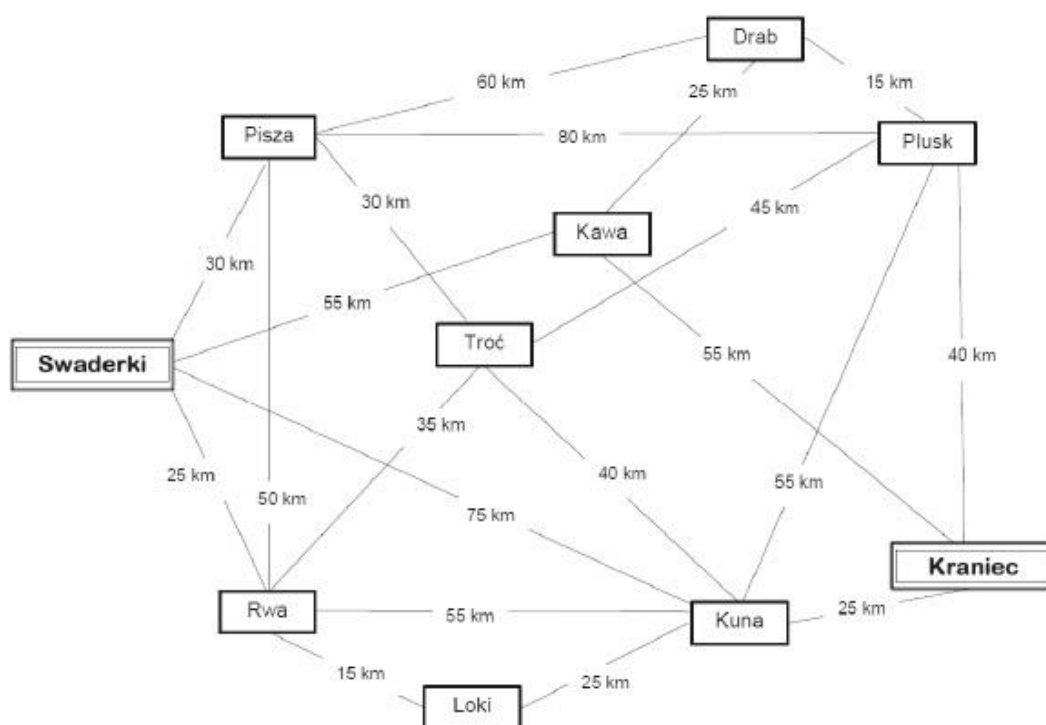 Drab
60 km
25 km
15 km
Pisza
80 km
Plusk
30 km
45 km
Kawa
30 km
55 km
Troć
Swaderki
55 km
40 km
35 km
25 km
40 km
50 km
75 km
55 km
Kraniec
Rwa
55 km
Kuna
25 km
15 km
25 km
Loki